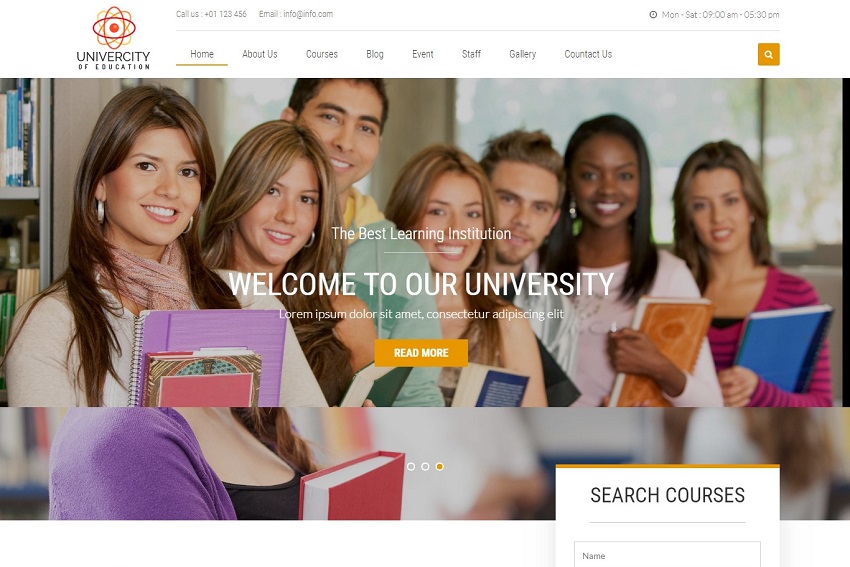 Call us : +01 123 456 Email : info@info.com
Mon - Sat : 09:00 am - 05:30 pm
UNIVERCITY
OF EDUCATION
Home About Us Courses Blog Event Staff Gallery Countact Us
The Best Learning Institution
WELCOME TO OUR UNIVERSITY
Lorem ipsum dolor sit amet, consectetur adipiscing elit
READ MORE
SEARCH COURSES
Name